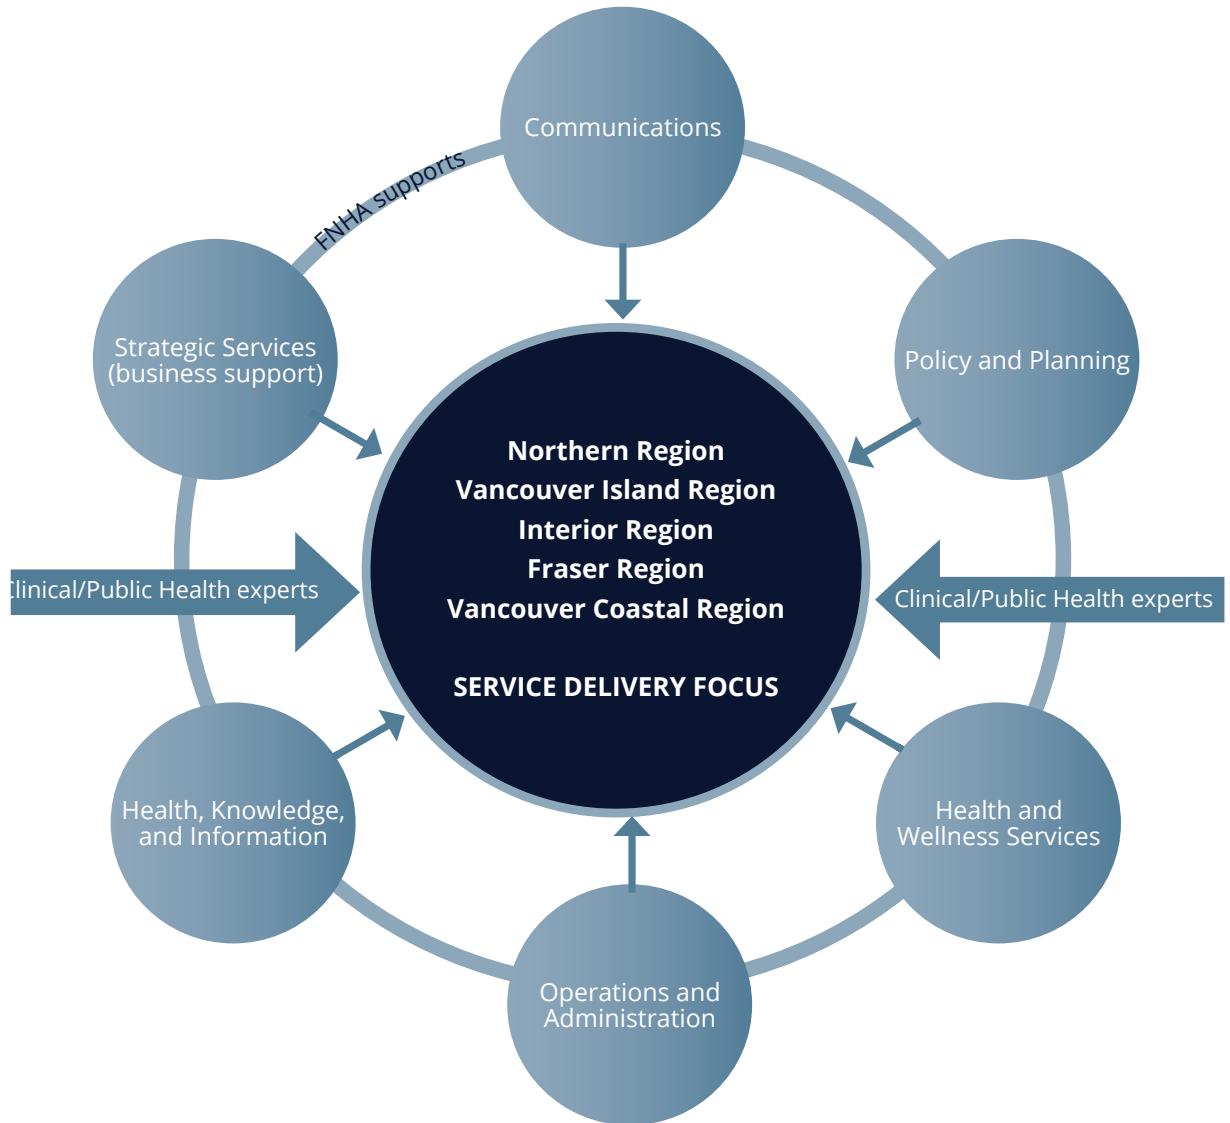 Communications
FNHA supports
Strategic Services
(business support)
Policy and Planning
Northern Region
Vancouver Island Region
Interior Region
Fraser Region
Vancouver Coastal Region
SERVICE DELIVERY FOCUS
Clinical/Public Health experts
Clinical/Public Health experts
Health, Knowledge,
and Information
Health and
Wellness Services
Operations and
Administration